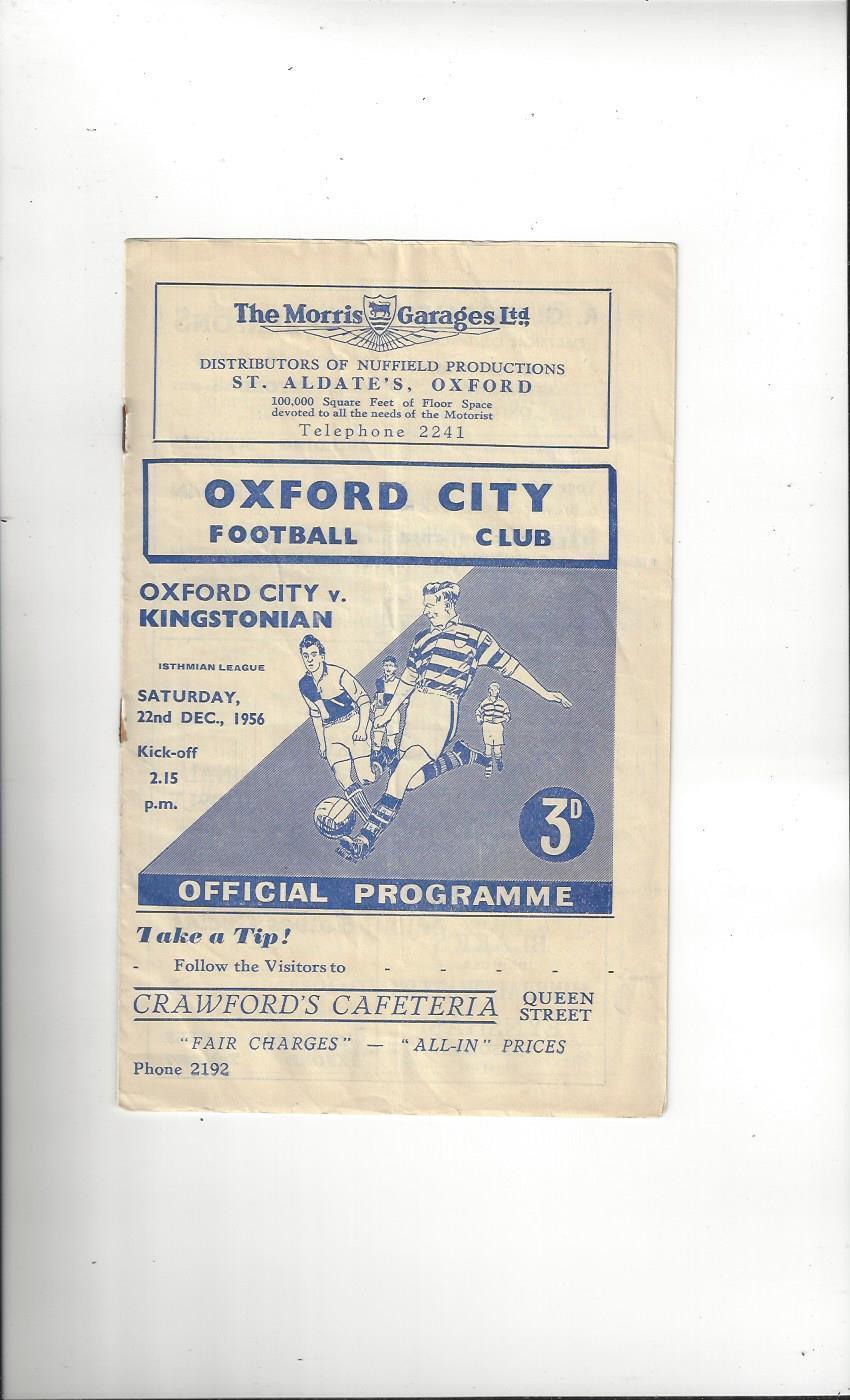 The Morris Garages Ltd.,
DISTRIBUTORS OF NUFFIELD PRODUCTIONS
ST. ALDATE'S, OXFORD
100,000 Square Feet of Floor Space
devoted to all the needs of the Motorist
Telephone 2241
OXFORD CITY
FOOTBALL CLUB
OXFORD CITY v.
KINGSTONIAN
ISTHMIAN LEAGUE
SATURDAY,
22nd DEC., 1956
Kick-off
2.15
p.m.
3D
OFFICIAL PROGRAMME
Take a Tip!
- Follow the Visitors to - - - - -
CRAWFORD'S CAFETERIA QUEEN STREET
"FAIR CHARGES" — "ALL-IN" PRICES
Phone 2192